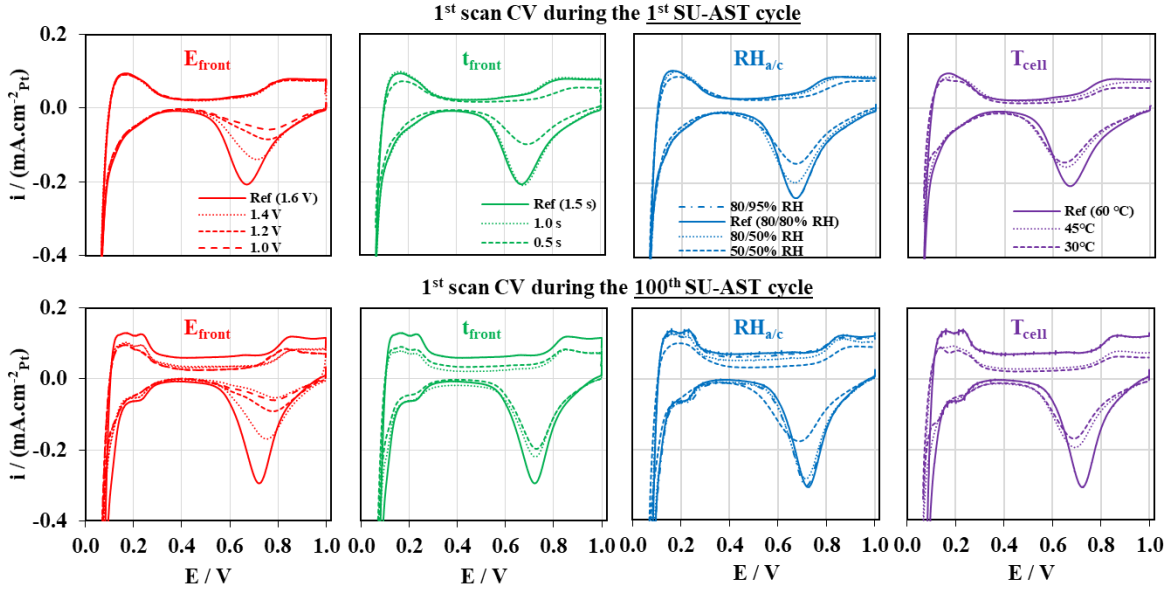 1st scan CV during the 1st SU-AST cycle
i / (mA.cm⁻²Pt)
0.2
0.0
-0.2
-0.4
Efront
Ref (1.6 V)
1.4 V
1.2 V
1.0 V
tfront
Ref (1.5 s)
1.0 s
0.5 s
RHa/c
80/95% RH
Ref (80/80% RH)
80/50% RH
50/50% RH
Tcell
Ref (60 °C)
45°C
30°C
1st scan CV during the 100th SU-AST cycle
i / (mA.cm⁻²Pt)
0.2
0.0
-0.2
-0.4
Efront
tfront
RHa/c
Tcell
0.0 0.2 0.4 0.6 0.8 1.0
0.0 0.2 0.4 0.6 0.8 1.0
0.0 0.2 0.4 0.6 0.8 1.0
0.0 0.2 0.4 0.6 0.8 1.0
E / V
E / V
E / V
E / V